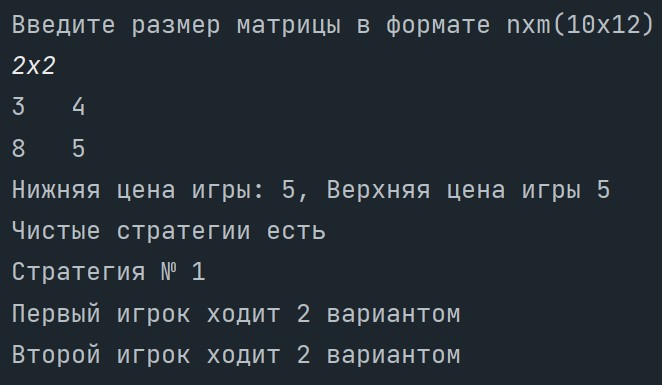 Введите размер матрицы в формате nxm(10x12)
2x2
3   4
8   5
Нижняя цена игры: 5, Верхняя цена игры 5
Чистые стратегии есть
Стратегия № 1
Первый игрок ходит 2 вариантом
Второй игрок ходит 2 вариантом